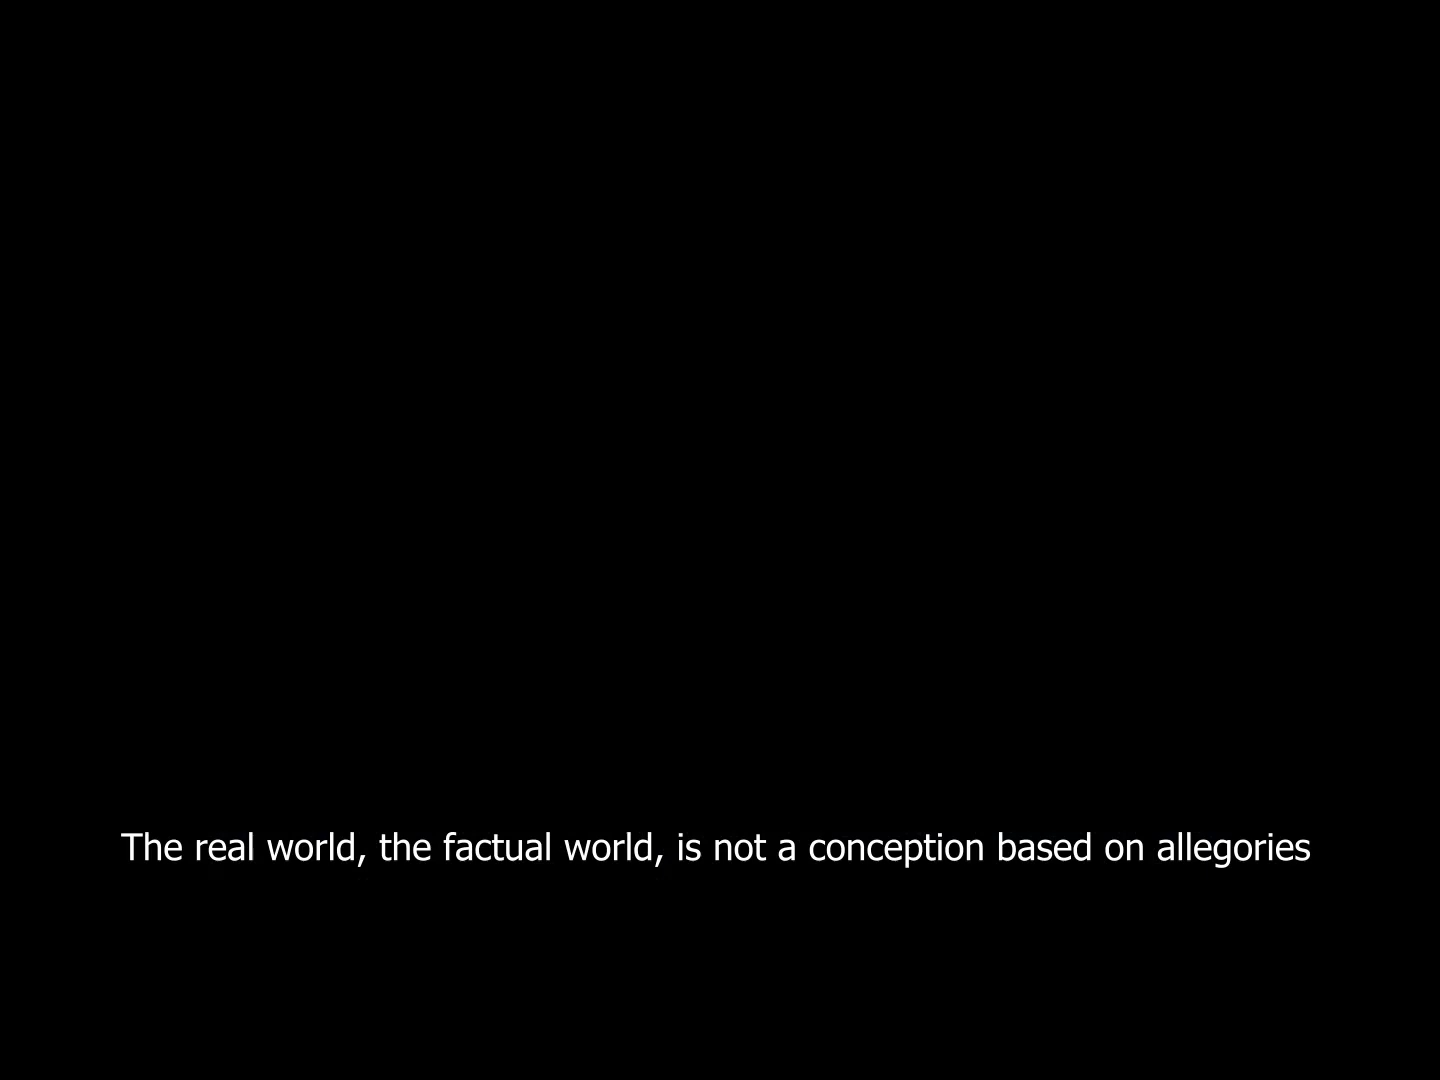 The real world, the factual world, is not a conception based on allegories